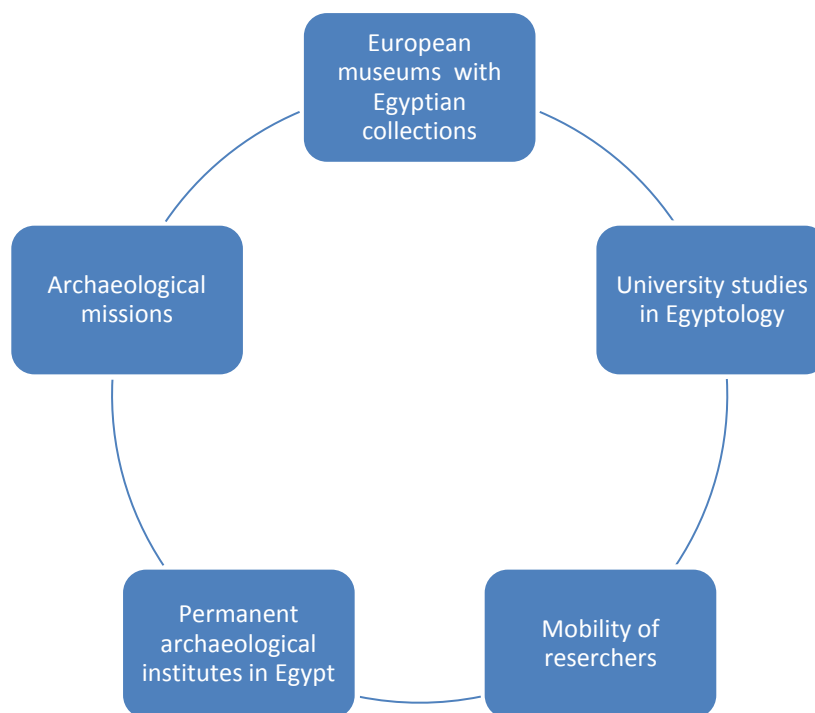 European
museums with
Egyptian
collections
University studies
in Egyptology
Mobility of
reserchers
Permanent
archaeological
institutes in Egypt
Archaeological
missions